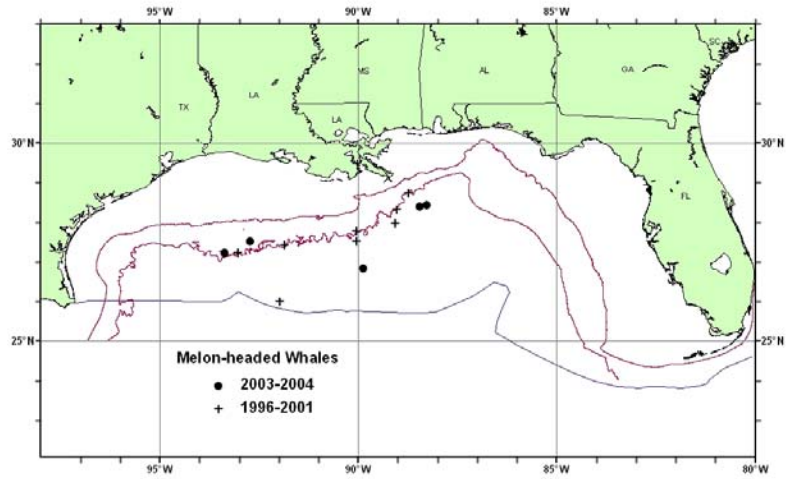 95°W 90°W 85°W
SC
MS AL GA
LA
TX
LA
30°N 30°N
FL
25°N 25°N
Melon-headed Whales
2003-2004
1996-2001
95°W 90°W 85°W 80°W